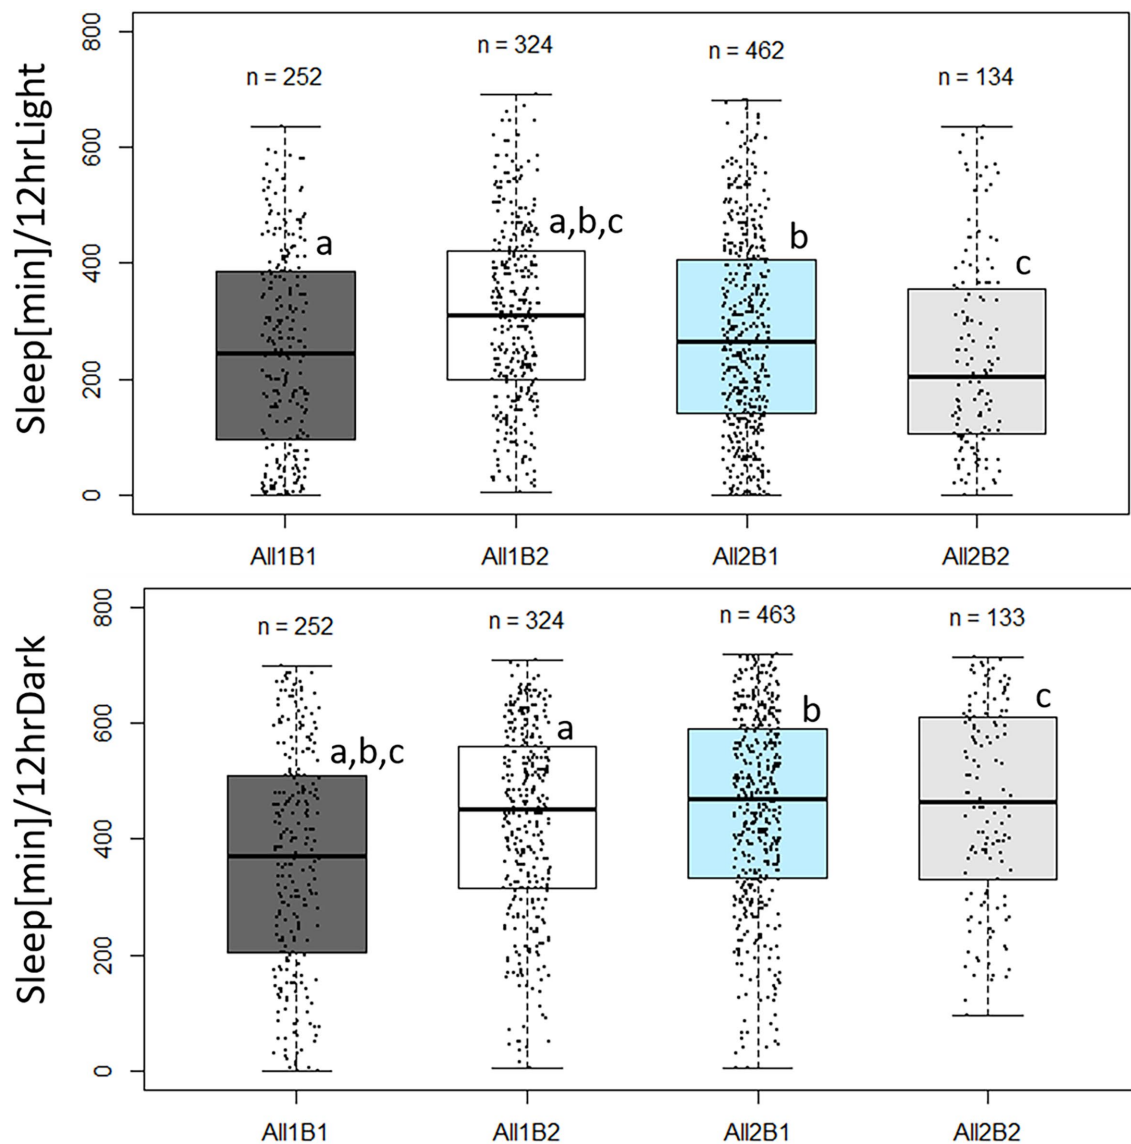 Sleep[min]/12hrLight
800
600
400
200
0
n = 252
n = 324
n = 462
n = 134
a
a,b,c
b
c
All1B1
All1B2
All2B1
All2B2
Sleep[min]/12hrDark
800
600
400
200
0
n = 252
n = 324
n = 463
n = 133
a,b,c
a
b
c
All1B1
All1B2
All2B1
All2B2